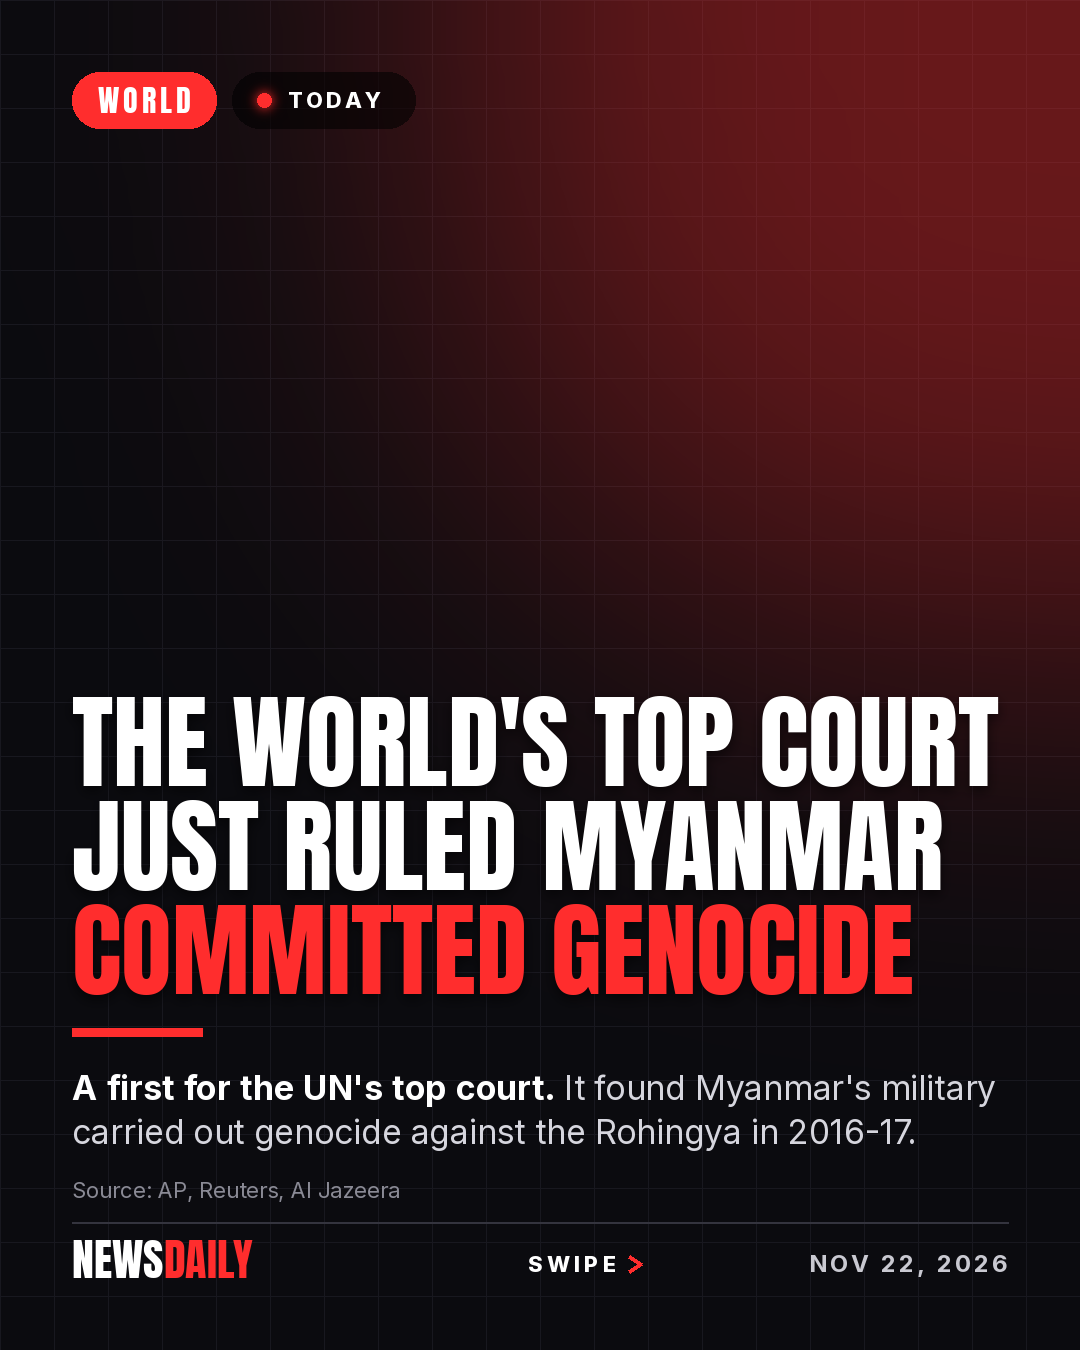 WORLD
TODAY
THE WORLD'S TOP COURT
JUST RULED MYANMAR
COMMITTED GENOCIDE
A first for the UN's top court. It found Myanmar's military
carried out genocide against the Rohingya in 2016-17.
Source: AP, Reuters, Al Jazeera
NEWSDAILY
SWIPE >
NOV 22, 2026